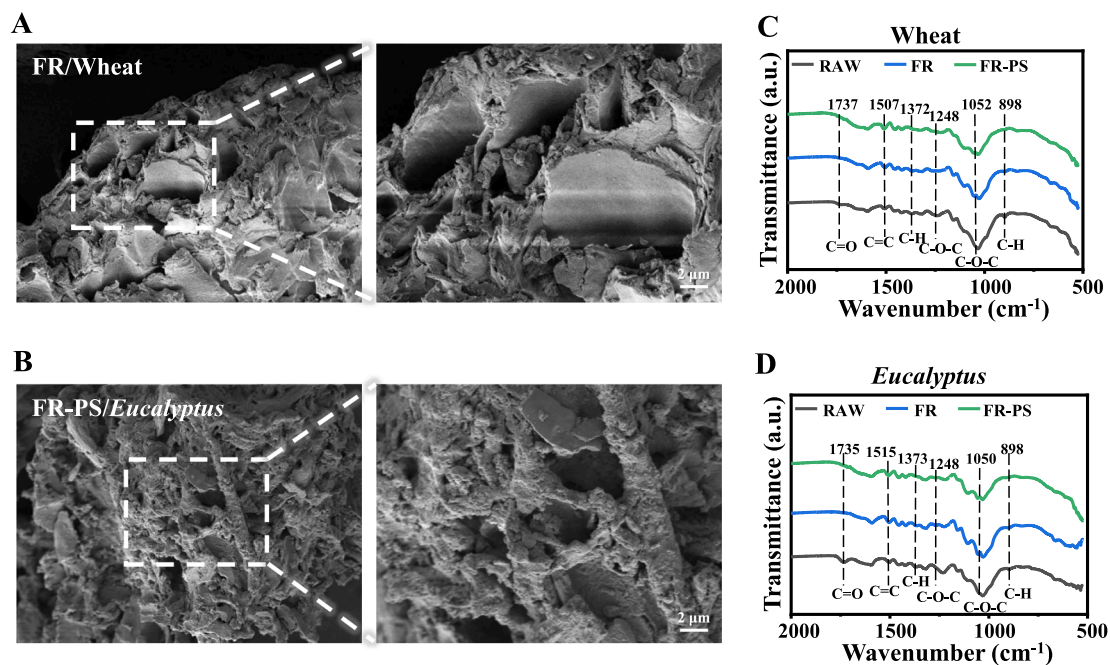 A
FR/Wheat
2 μm
B
FR-PS/Eucalyptus
2 μm
C
Wheat
RAW FR FR-PS
1737 1507 1372 1248 1052 898
C=O C=C C-H C-O-C C-O-C C-H
Transmittance (a.u.)
2000 1500 1000 500
Wavenumber (cm⁻¹)
D
Eucalyptus
RAW FR FR-PS
1735 1515 1373 1248 1050 898
C=O C=C C-H C-O-C C-O-C C-H
Transmittance (a.u.)
2000 1500 1000 500
Wavenumber (cm⁻¹)